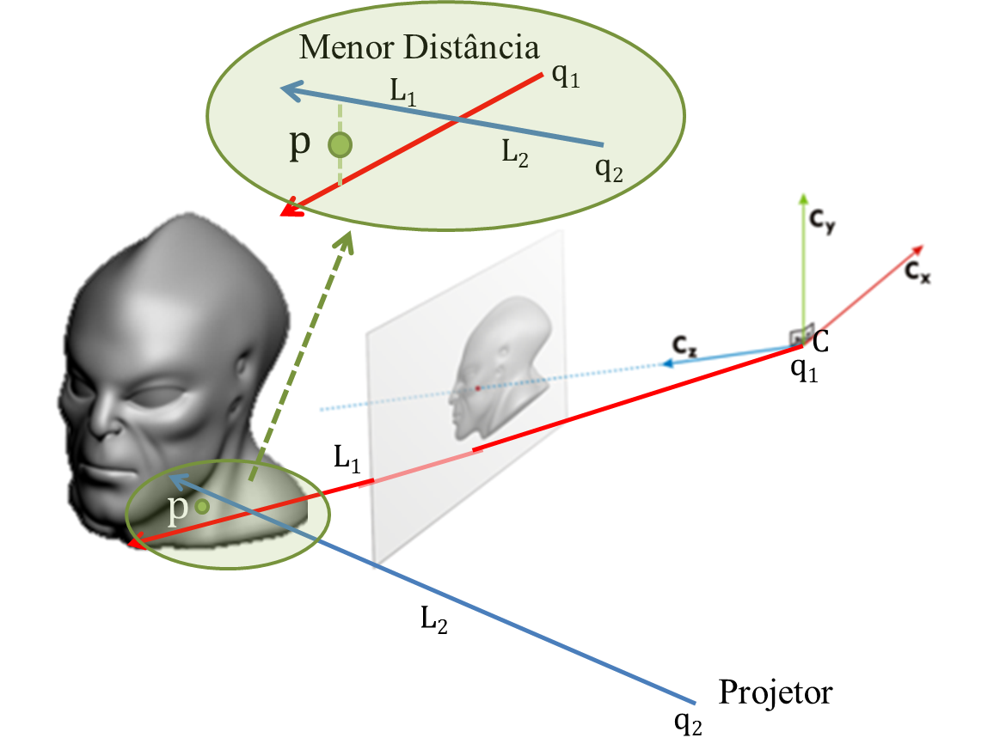 Menor Distância
q₁
L₁
p
L₂
q₂
Cy
Cx
Cz
C
q₁
L₁
p
L₂
Projetor
q₂